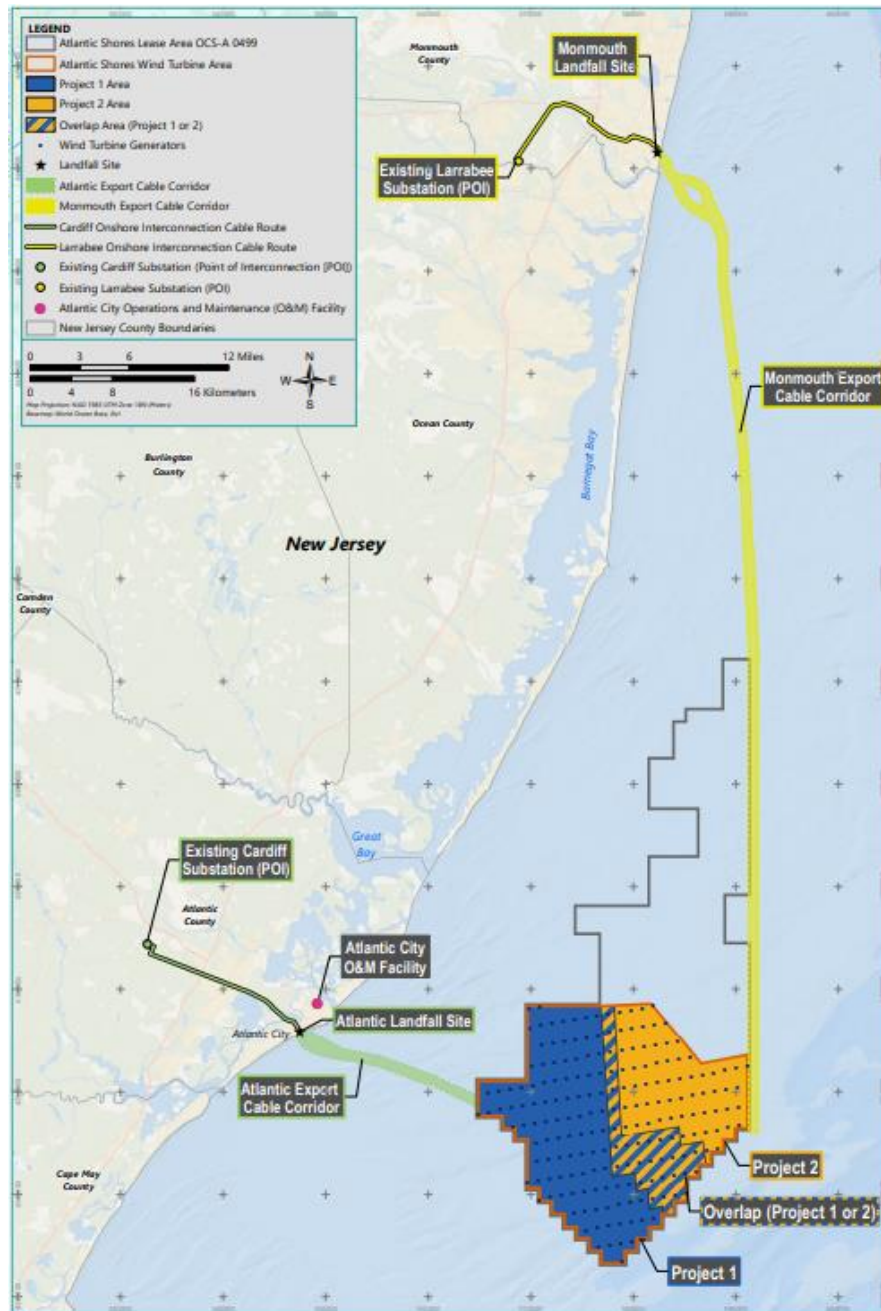 LEGEND
Atlantic Shores Lease Area OCS-A 0499
Atlantic Shores Wind Turbine Area
Project 1 Area
Project 2 Area
Overlap Area (Project 1 or 2)
Wind Turbine Generators
Landfall Site
Atlantic Export Cable Corridor
Monmouth Export Cable Corridor
Cardiff Onshore Interconnection Cable Route
Larrabee Onshore Interconnection Cable Route
Existing Cardiff Substation (Point of Interconnection [POI])
Existing Larrabee Substation (POI)
Atlantic City Operations and Maintenance (O&M) Facility
New Jersey County Boundaries
0 3 6 12 Miles
0 4 8 16 Kilometers
N
W E
S
Monmouth
County
Monmouth
Landfall Site
Existing Larrabee
Substation (POI)
Monmouth Export
Cable Corridor
Ocean County
Barnegat Bay
Burlington
County
New Jersey
Camden
County
Great
Bay
Existing Cardiff
Substation (POI)
Atlantic
County
Atlantic City
O&M Facility
Atlantic Landfall Site
Atlantic City
Atlantic Export
Cable Corridor
Cape May
County
Project 2
Overlap (Project 1 or 2)
Project 1